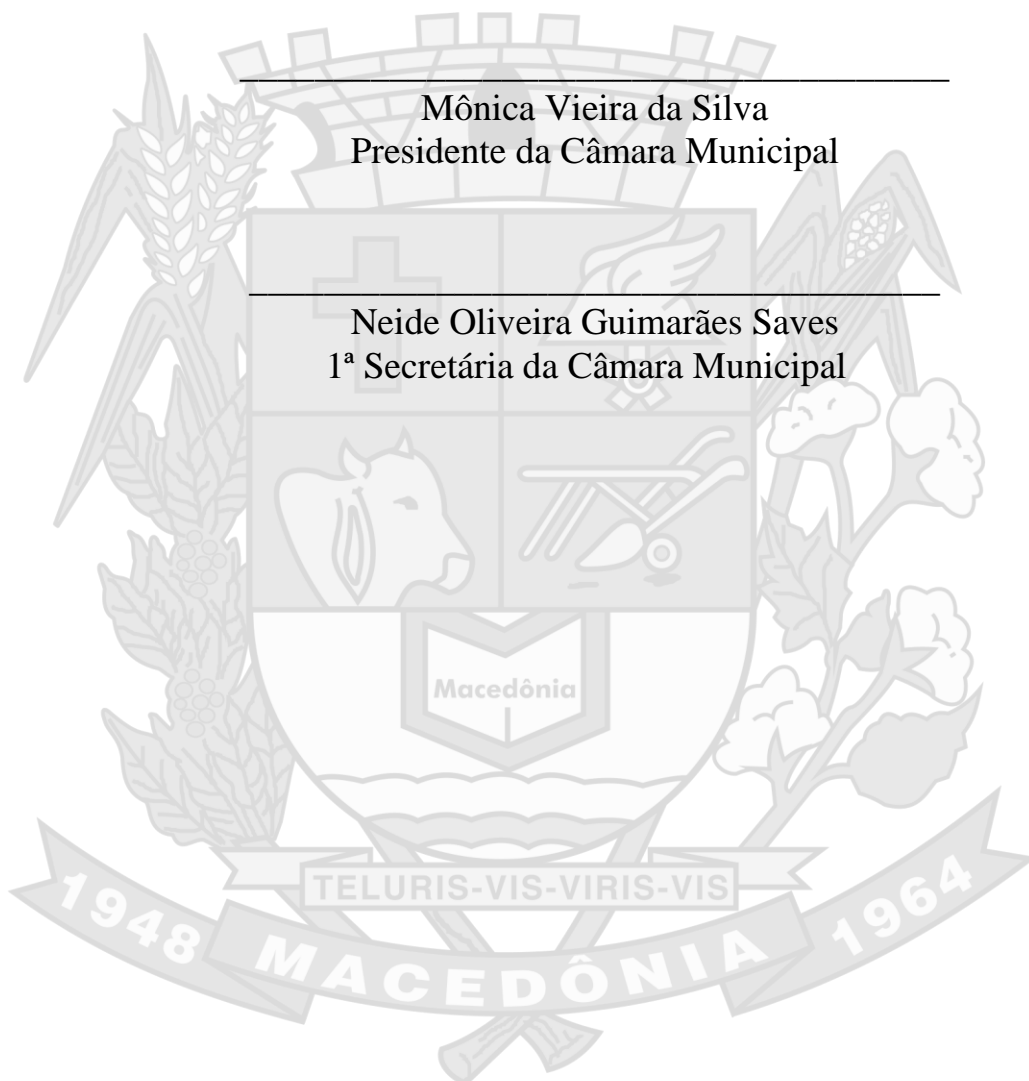 Mônica Vieira da Silva
Presidente da Câmara Municipal
Neide Oliveira Guimarães Saves
1ª Secretária da Câmara Municipal
Macedônia
TELURIS-VIS-VIRIS-VIS
1948 MACEDÔNIA 1964